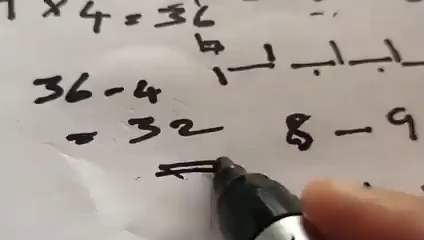 × 4 = 36
36 - 4
= 32
8 - 9